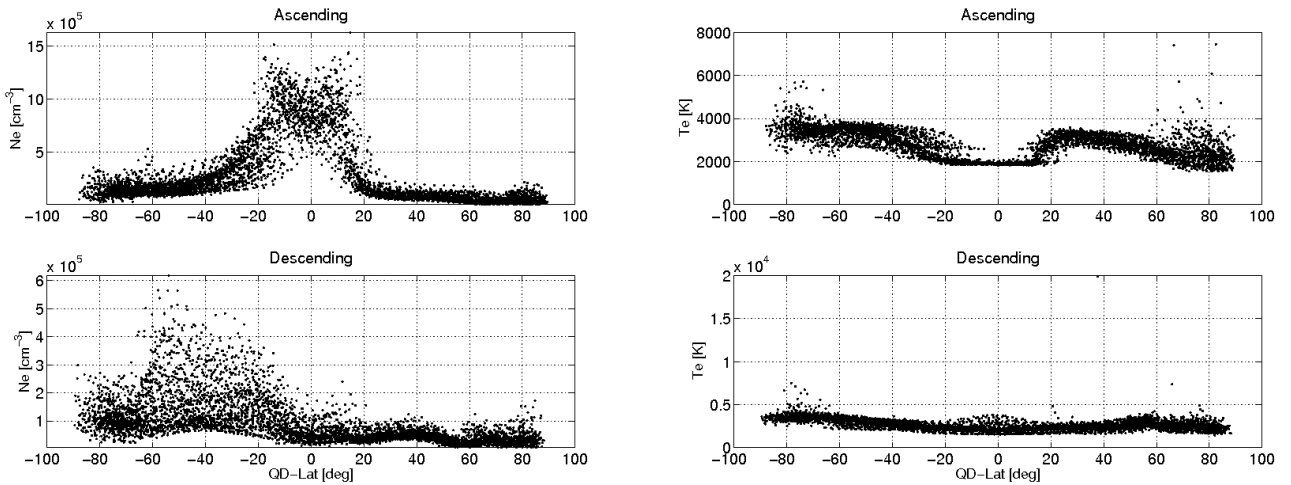 Ascending
x 10^5
Ne [cm^-3]
15
10
5
−100 −80 −60 −40 −20 0 20 40 60 80 100
Ascending
Te [K]
8000
6000
4000
2000
0
−100 −80 −60 −40 −20 0 20 40 60 80 100
Descending
x 10^5
Ne [cm^-3]
6
5
4
3
2
1
−100 −80 −60 −40 −20 0 20 40 60 80 100
QD−Lat [deg]
Descending
x 10^4
Te [K]
2
1.5
1
0.5
0
−100 −80 −60 −40 −20 0 20 40 60 80 100
QD−Lat [deg]